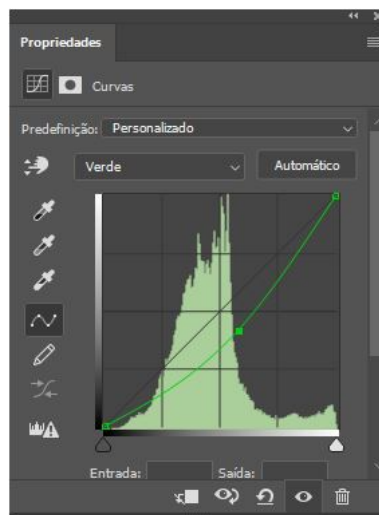 Propriedades
Curvas
Predefinição: Personalizado
Verde Automático
Entrada: Saída: